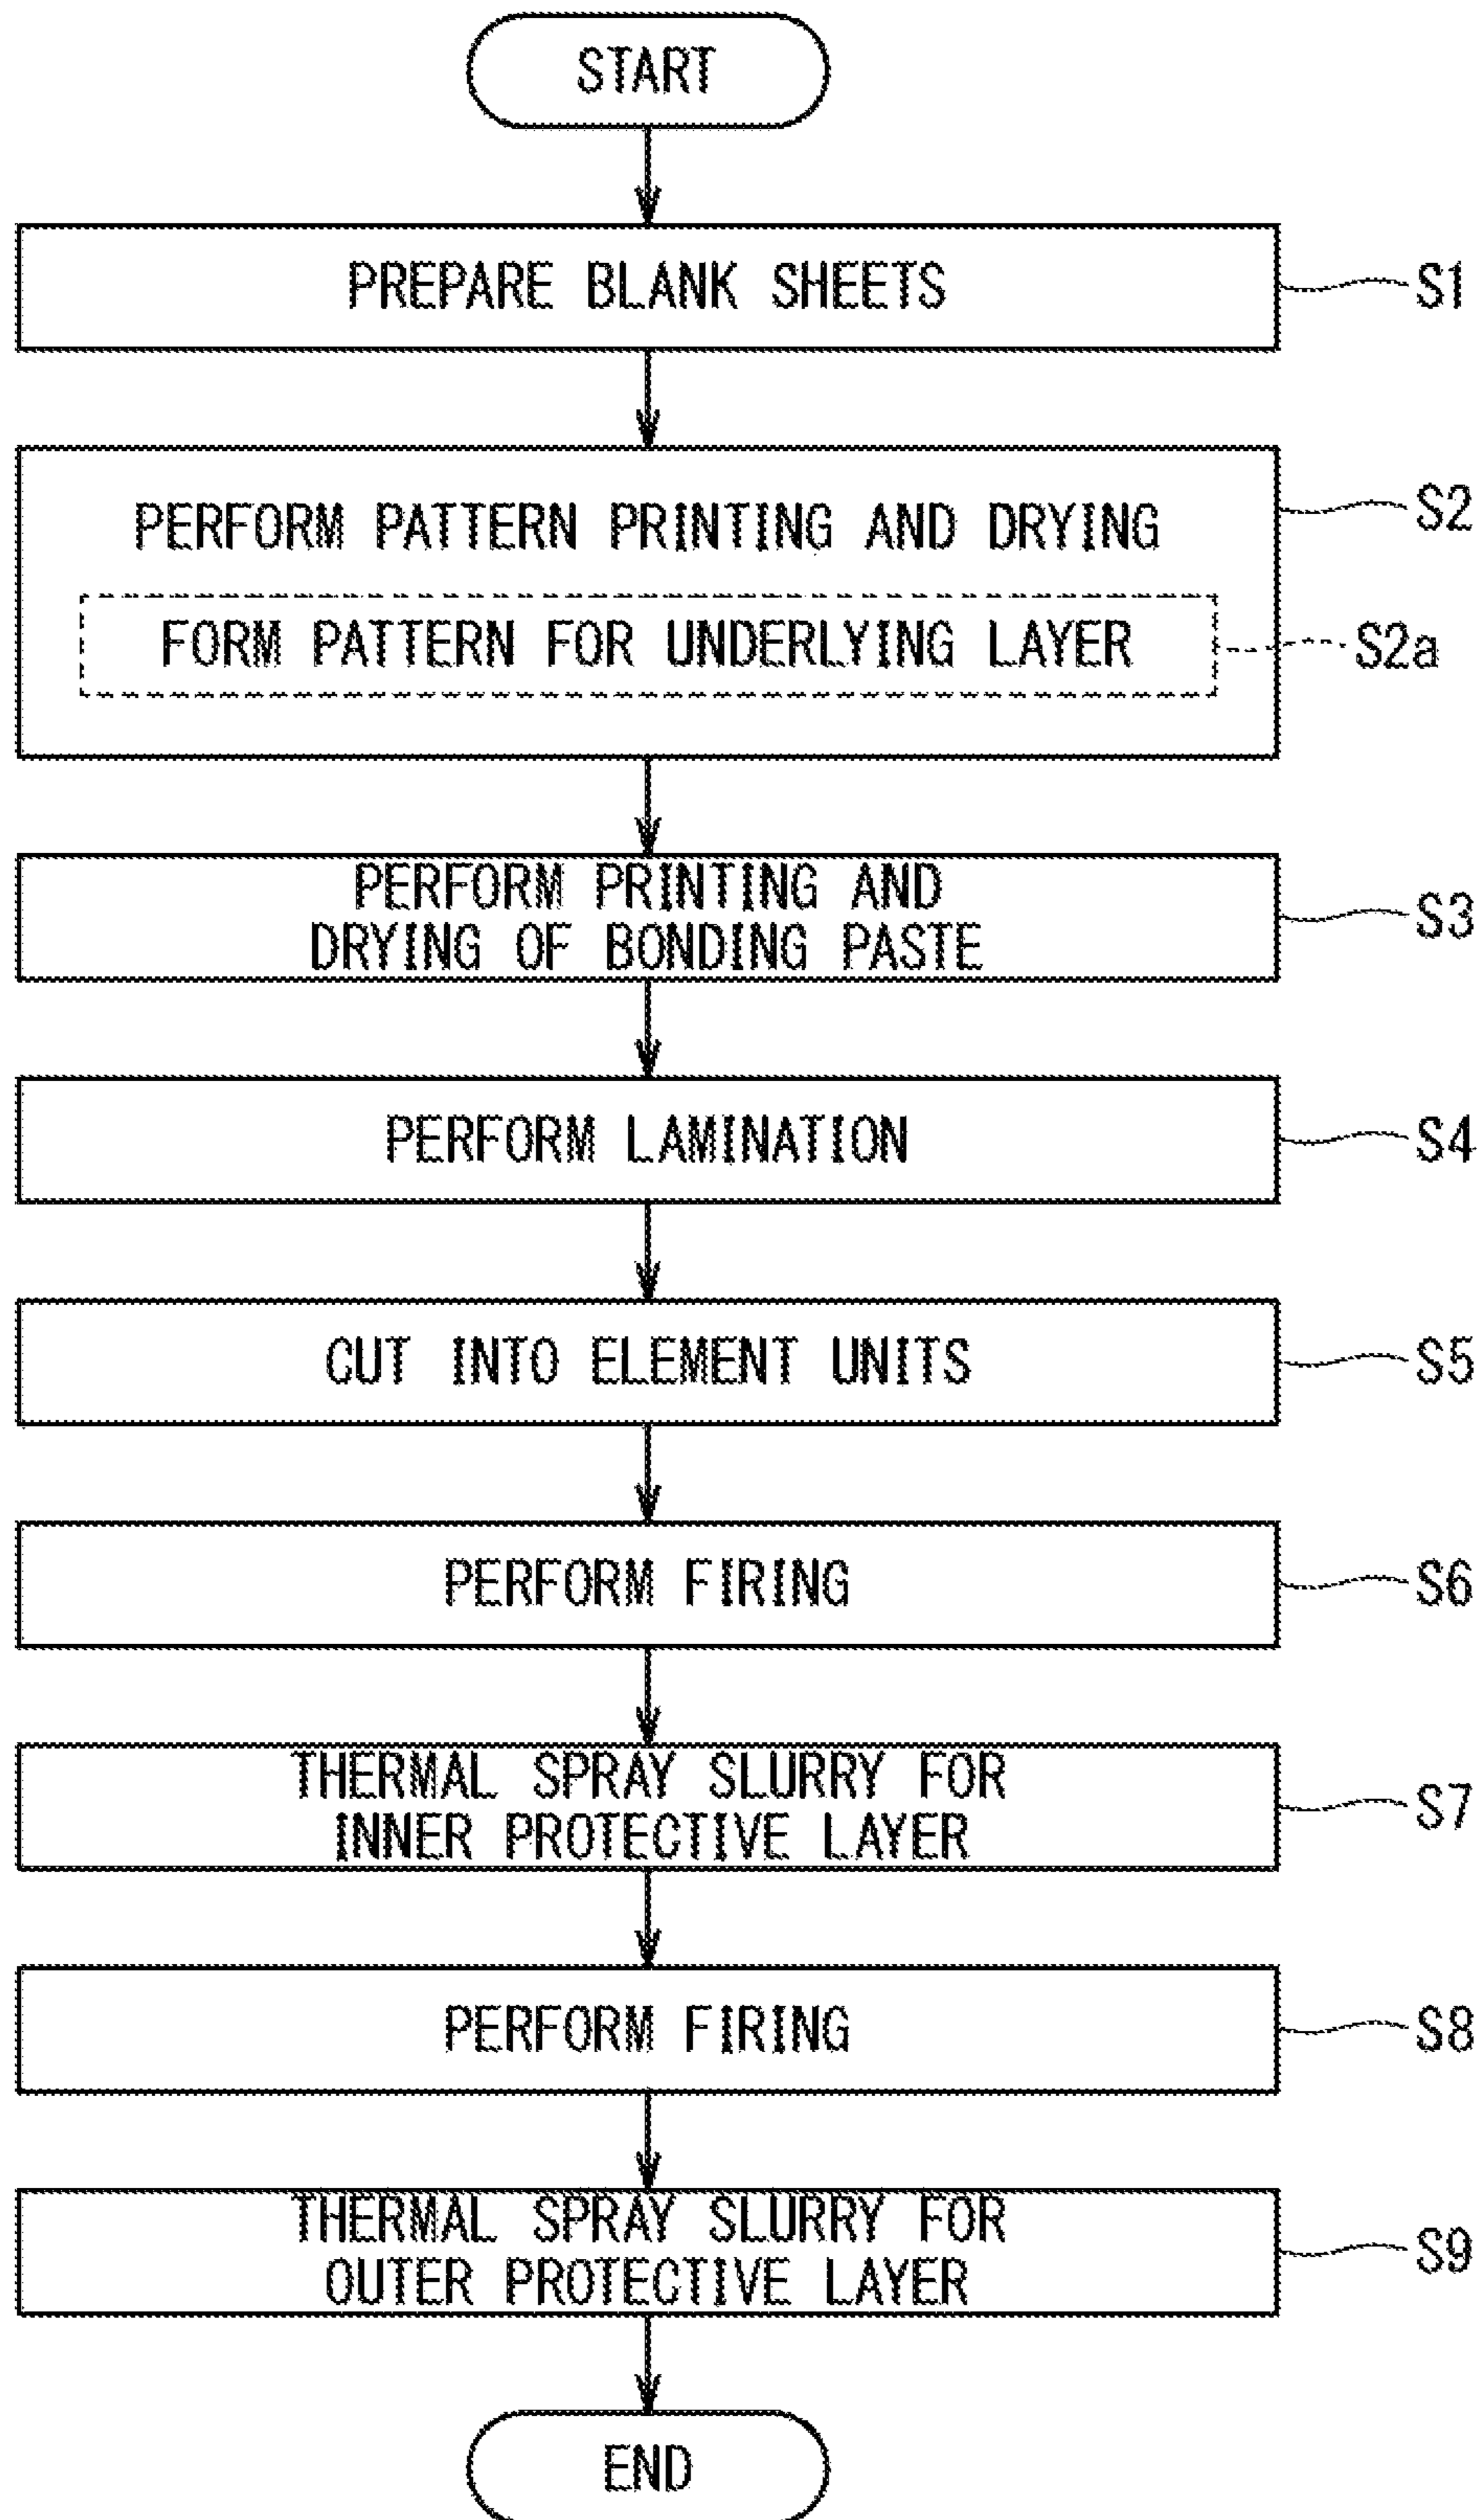 START
PREPARE BLANK SHEETS
S1
PERFORM PATTERN PRINTING AND DRYING
S2
FORM PATTERN FOR UNDERLYING LAYER
S2a
PERFORM PRINTING AND
DRYING OF BONDING PASTE
S3
PERFORM LAMINATION
S4
CUT INTO ELEMENT UNITS
S5
PERFORM FIRING
S6
THERMAL SPRAY SLURRY FOR
INNER PROTECTIVE LAYER
S7
PERFORM FIRING
S8
THERMAL SPRAY SLURRY FOR
OUTER PROTECTIVE LAYER
S9
END